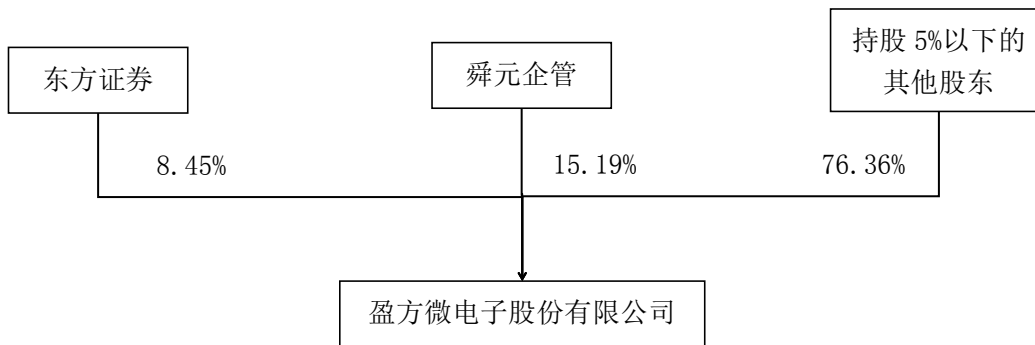 东方证券
舜元企管
持股 5%以下的
其他股东
8.45%
15.19%
76.36%
盈方微电子股份有限公司